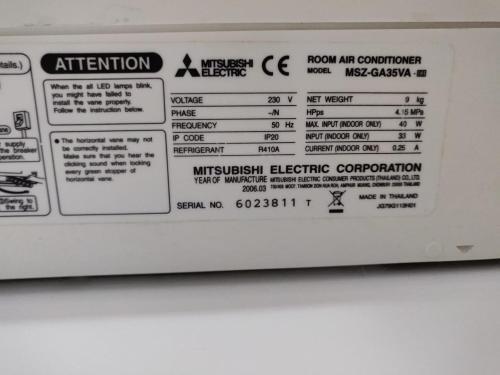 etails.)
supply
the breaker
peration.
Swing to
the right.
ATTENTION
When the all LED lamps blink,
you might have failed to
install the vane properly.
Follow the instruction below.
● The horizontal vane may not
be correctly installed.
Make sure that you hear the
clicking sound when locking
every green stopper of
horizontal vane.
MITSUBISHI
ELECTRIC
CE
ROOM AIR CONDITIONER
MODEL MSZ-GA35VA
VOLTAGE 230 V
PHASE ~/N
FREQUENCY 50 Hz
IP CODE IP20
REFRIGERANT R410A
NET WEIGHT 9 kg
HPps 4.15 MPa
MAX. INPUT (INDOOR ONLY) 40 W
INPUT (INDOOR ONLY) 33 W
CURRENT (INDOOR ONLY) 0.25 A
MITSUBISHI ELECTRIC CORPORATION
YEAR OF MANUFACTURE MITSUBISHI ELECTRIC CONSUMER PRODUCTS (THAILAND) CO., LTD.
2006.03
SERIAL NO. 6023811 T
MADE IN THAILAND
JG79G113H01